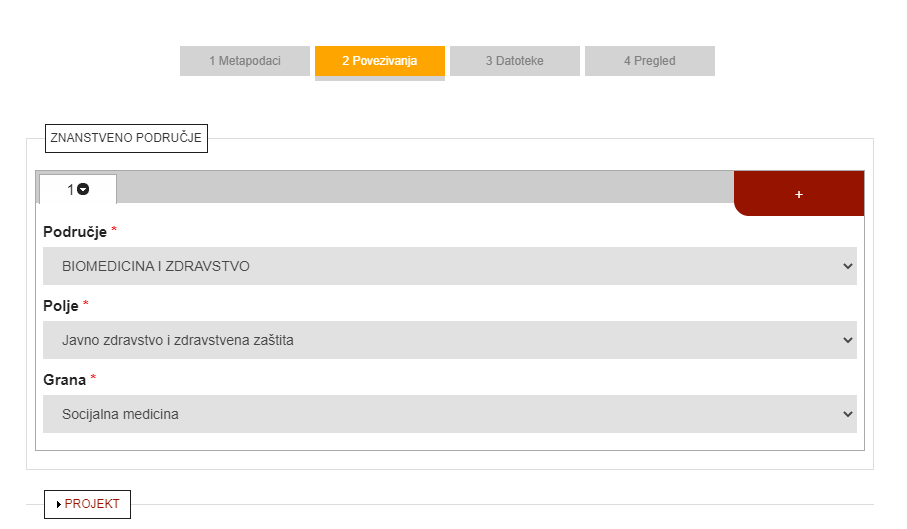 1 Metapodaci 2 Povezivanja 3 Datoteke 4 Pregled
ZNANSTVENO PODRUČJE
1 +
Područje *
BIOMEDICINA I ZDRAVSTVO
Polje *
Javno zdravstvo i zdravstvena zaštita
Grana *
Socijalna medicina
PROJEKT